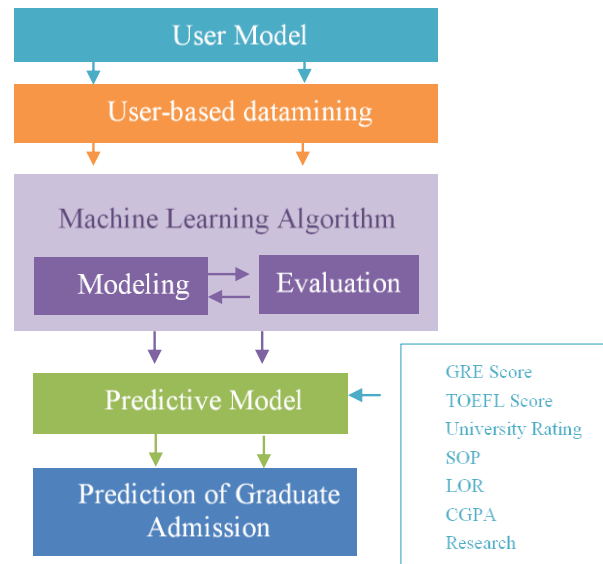 User Model
User-based datamining
Machine Learning Algorithm
Modeling
Evaluation
Predictive Model
Prediction of Graduate
Admission
GRE Score
TOEFL Score
University Rating
SOP
LOR
CGPA
Research